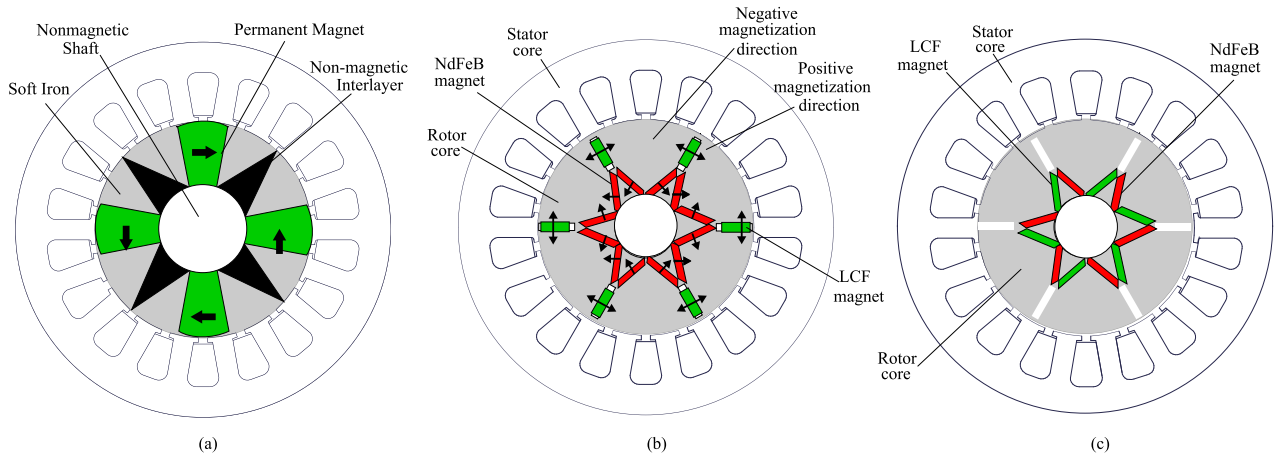 Nonmagnetic
Shaft
Permanent Magnet
Soft Iron
Non-magnetic
Interlayer
(a)
Negative
magnetization
direction
Stator
core
NdFeB
magnet
Positive
magnetization
direction
Rotor
core
LCF
magnet
(b)
Stator
core
LCF
magnet
NdFeB
magnet
Rotor
core
(c)